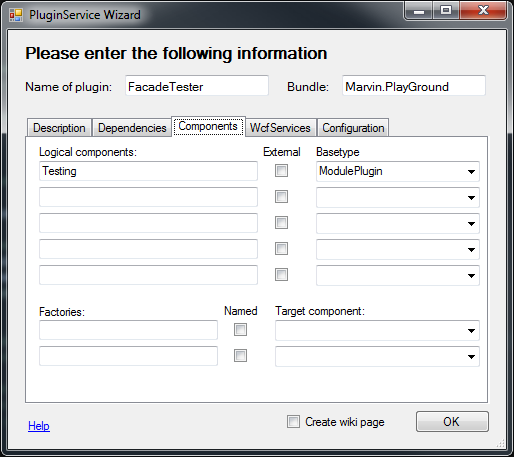 PluginService Wizard
Please enter the following information
Name of plugin: FacadeTester Bundle: Marvin.PlayGround
Description Dependencies Components WcfServices Configuration
Logical components: External Basetype
Testing ModulePlugin
Factories: Named Target component:
Help Create wiki page OK